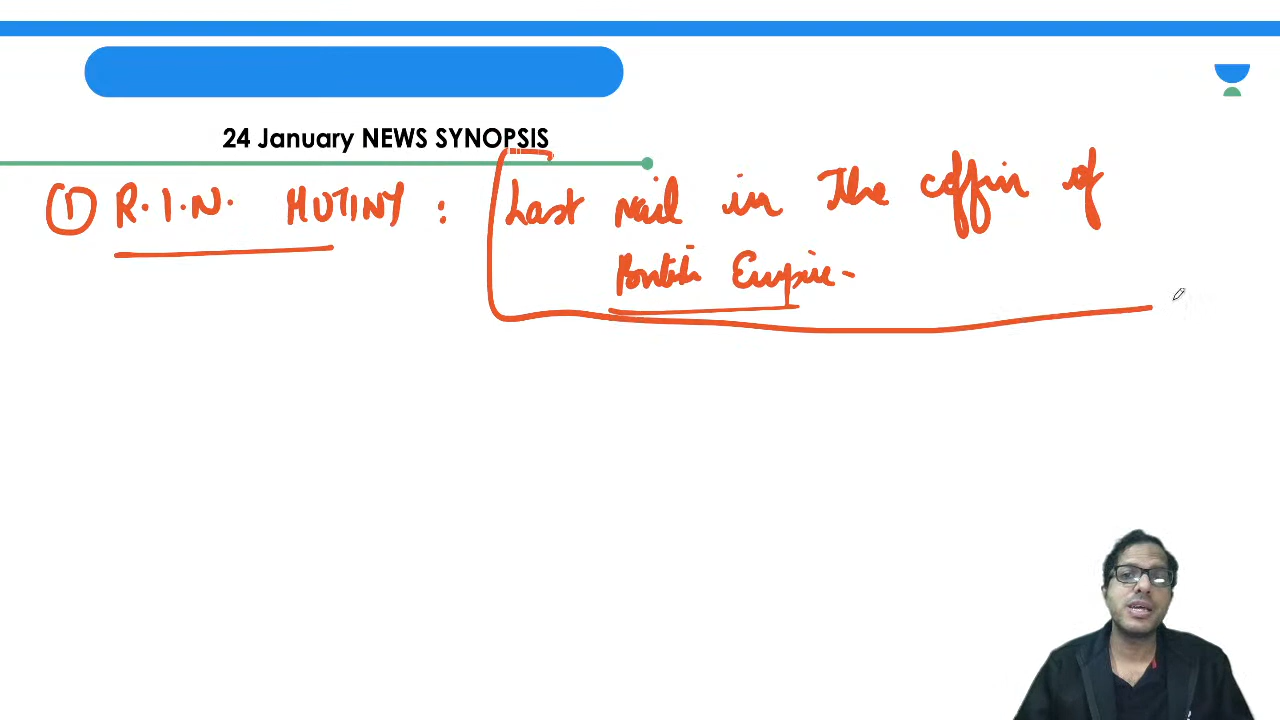 24 January NEWS SYNOPSIS
① R.I.N. MUTINY : Last nail in The coffin of
British Empire-